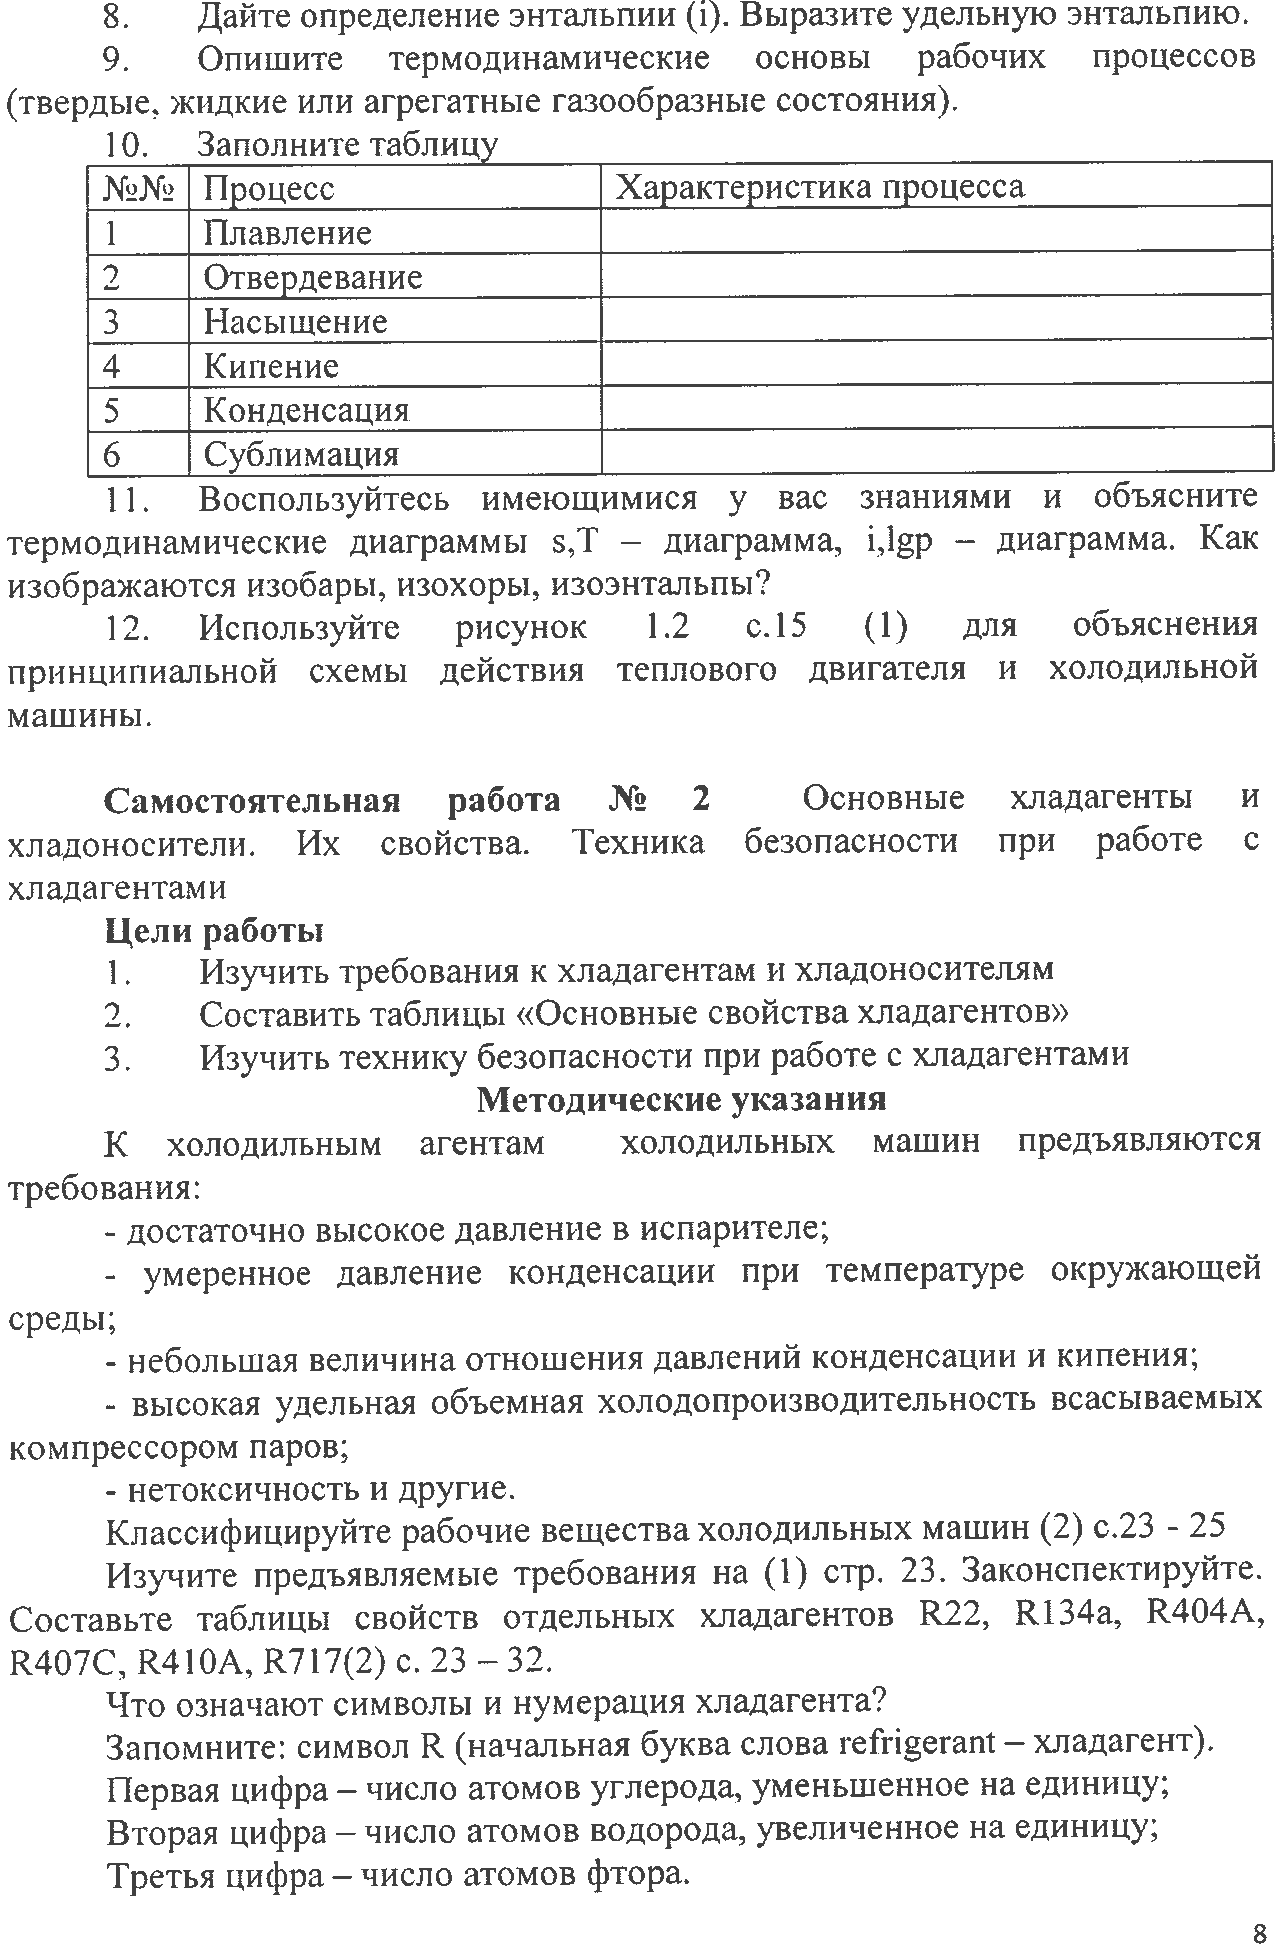 8. Дайте определение энтальпии (i). Выразите удельную энтальпию.
9. Опишите термодинамические основы рабочих процессов
(твердые, жидкие или агрегатные газообразные состояния).
10. Заполните таблицу
№№ Процесс Характеристика процесса
1 Плавление
2 Отвердевание
3 Насыщение
4 Кипение
5 Конденсация
6 Сублимация
11. Воспользуйтесь имеющимися у вас знаниями и объясните
термодинамические диаграммы s,T – диаграмма, i,lgp – диаграмма. Как
изображаются изобары, изохоры, изоэнтальпы?
12. Используйте рисунок 1.2 с.15 (1) для объяснения
принципиальной схемы действия теплового двигателя и холодильной
машины.
Самостоятельная работа № 2 Основные хладагенты и
хладоносители. Их свойства. Техника безопасности при работе с
хладагентами
Цели работы
1. Изучить требования к хладагентам и хладоносителям
2. Составить таблицы «Основные свойства хладагентов»
3. Изучить технику безопасности при работе с хладагентами
Методические указания
К холодильным агентам холодильных машин предъявляются
требования:
- достаточно высокое давление в испарителе;
- умеренное давление конденсации при температуре окружающей
среды;
- небольшая величина отношения давлений конденсации и кипения;
- высокая удельная объемная холодопроизводительность всасываемых
компрессором паров;
- нетоксичность и другие.
Классифицируйте рабочие вещества холодильных машин (2) с.23 - 25
Изучите предъявляемые требования на (1) стр. 23. Законспектируйте.
Составьте таблицы свойств отдельных хладагентов R22, R134a, R404A,
R407C, R410A, R717(2) с. 23 – 32.
Что означают символы и нумерация хладагента?
Запомните: символ R (начальная буква слова refrigerant – хладагент).
Первая цифра – число атомов углерода, уменьшенное на единицу;
Вторая цифра – число атомов водорода, увеличенное на единицу;
Третья цифра – число атомов фтора.
8